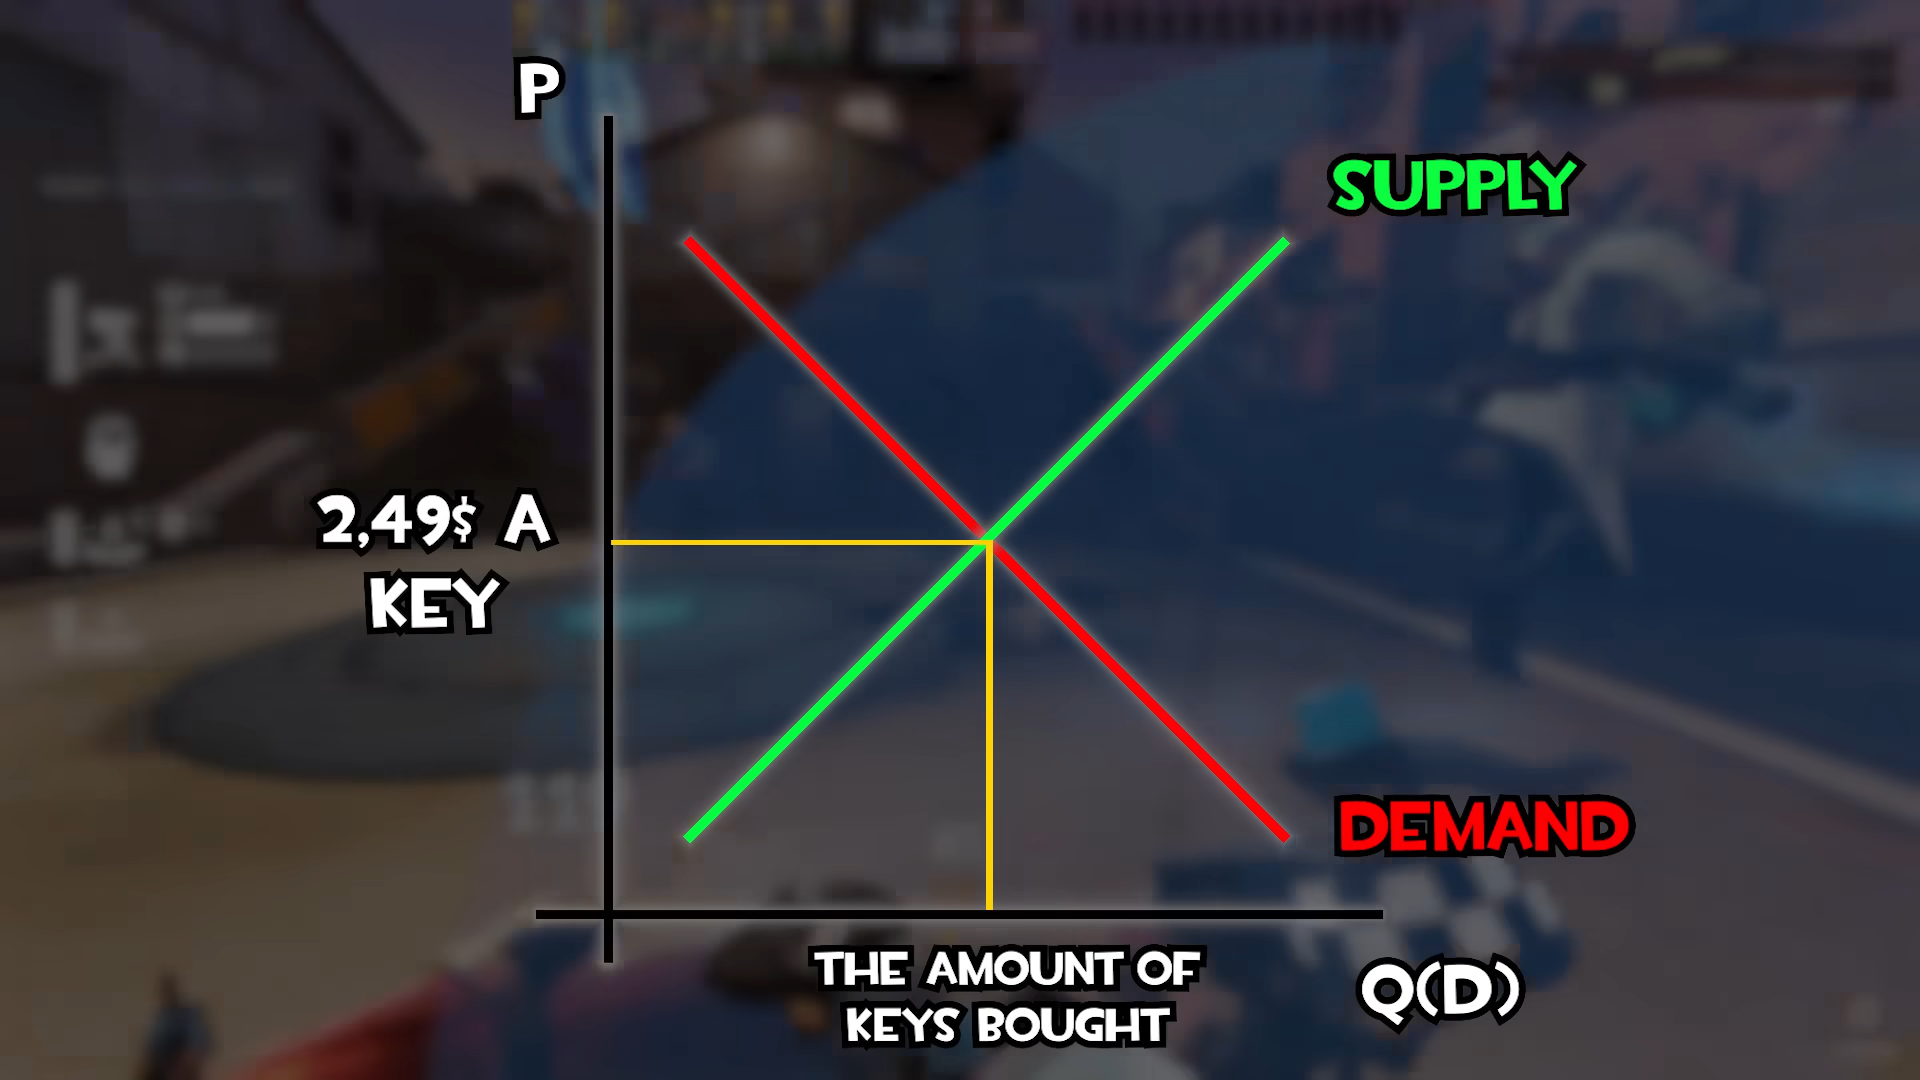 P
SUPPLY
2,49$ A
KEY
DEMAND
THE AMOUNT OF
KEYS BOUGHT
Q(D)